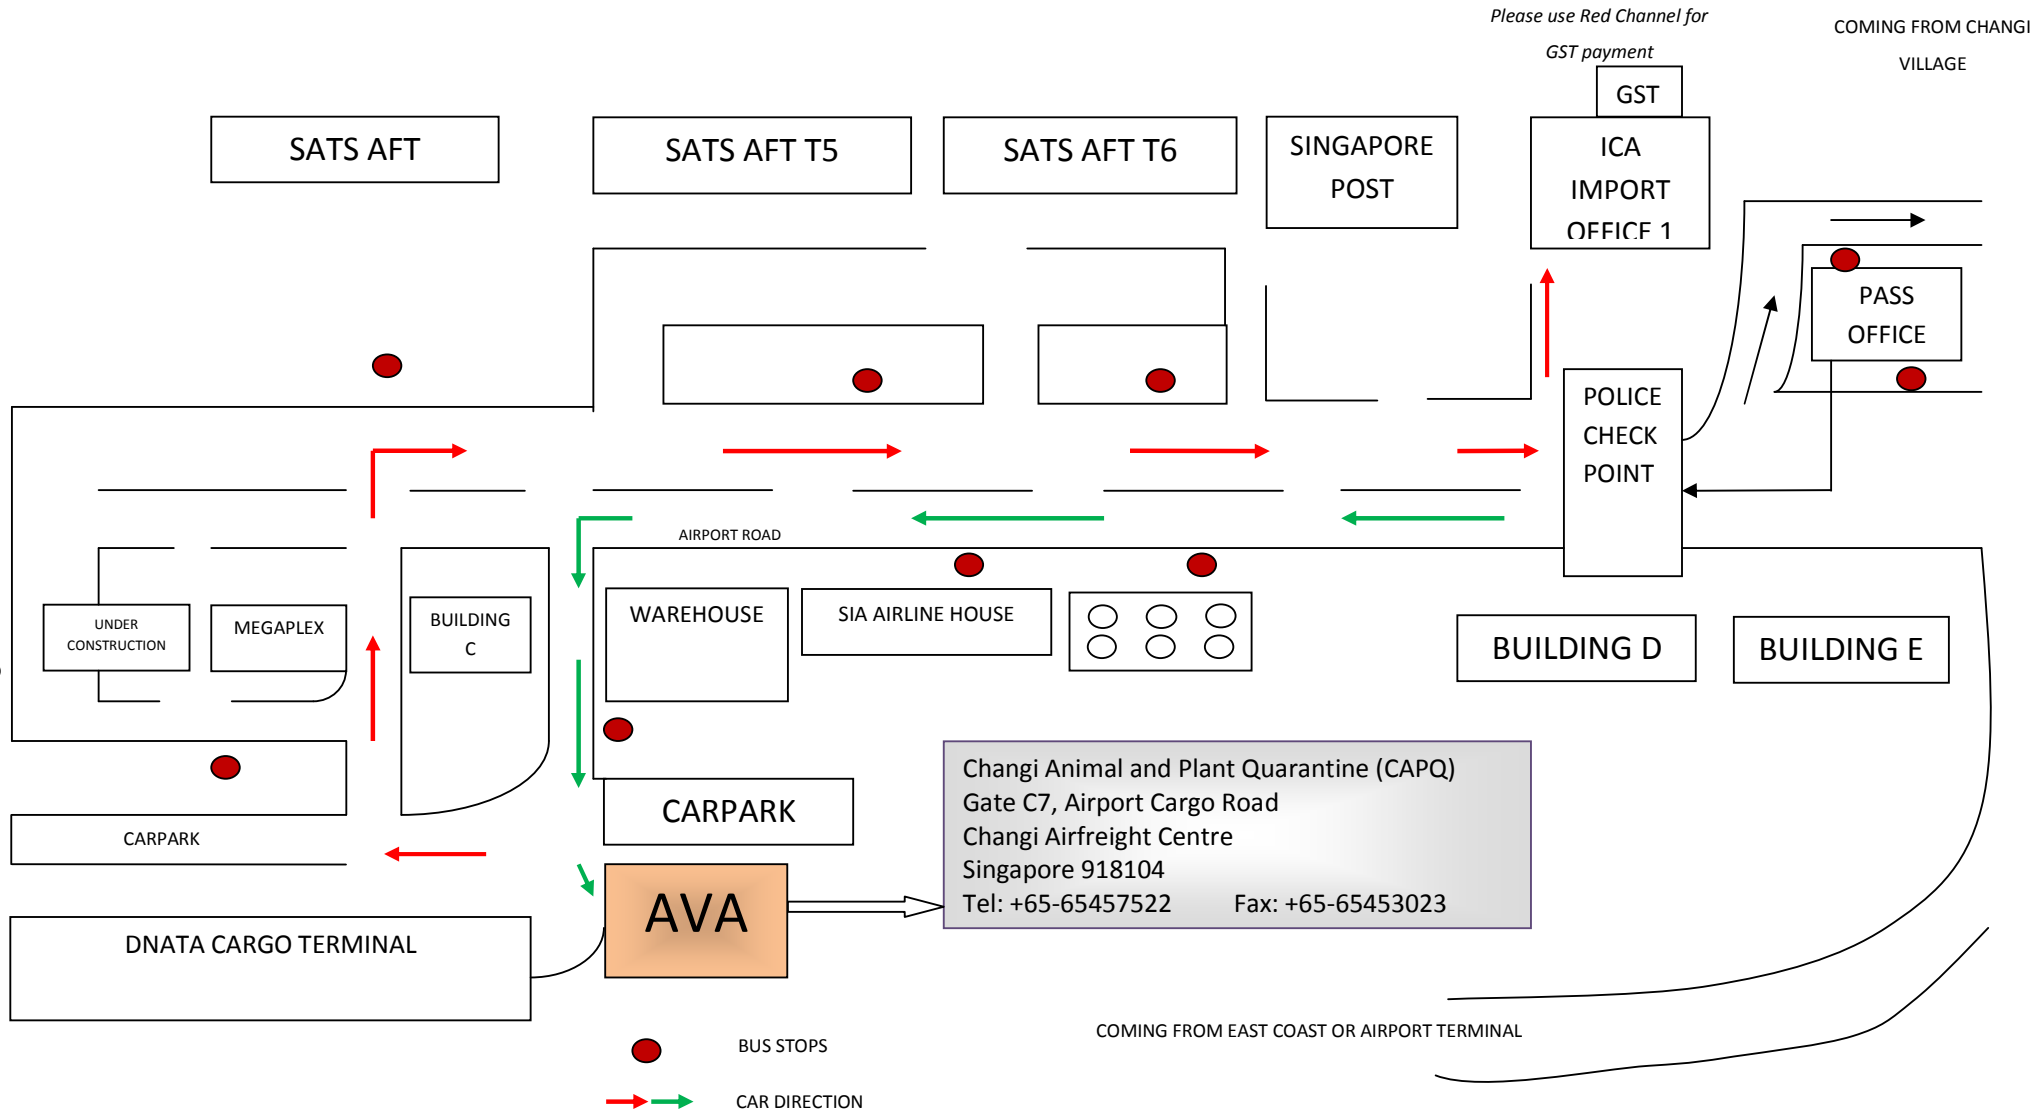 Please use Red Channel for
GST payment
COMING FROM CHANGI
VILLAGE
GST
SATS AFT
SATS AFT T5
SATS AFT T6
SINGAPORE
POST
ICA
IMPORT
OFFICE 1
PASS
OFFICE
POLICE
CHECK
POINT
AIRPORT ROAD
UNDER
CONSTRUCTION
MEGAPLEX
BUILDING
C
WAREHOUSE
SIA AIRLINE HOUSE
BUILDING D
BUILDING E
CARPARK
CARPARK
Changi Animal and Plant Quarantine (CAPQ)
Gate C7, Airport Cargo Road
Changi Airfreight Centre
Singapore 918104
Tel: +65-65457522 Fax: +65-65453023
AVA
DNATA CARGO TERMINAL
COMING FROM EAST COAST OR AIRPORT TERMINAL
BUS STOPS
CAR DIRECTION